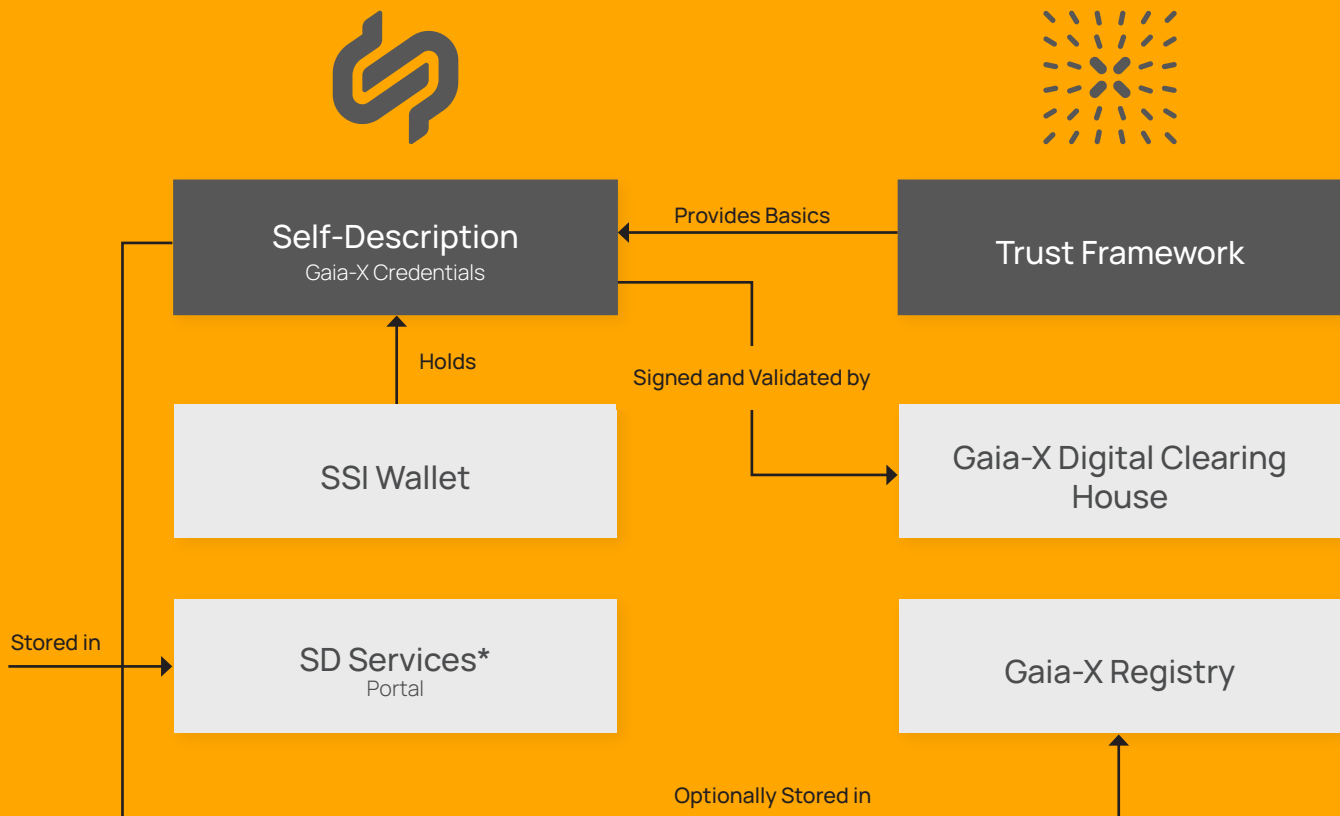 Self-Description
Gaia-X Credentials
Provides Basics
Trust Framework
Holds
Signed and Validated by
SSI Wallet
Gaia-X Digital Clearing
House
Stored in
SD Services*
Portal
Gaia-X Registry
Optionally Stored in